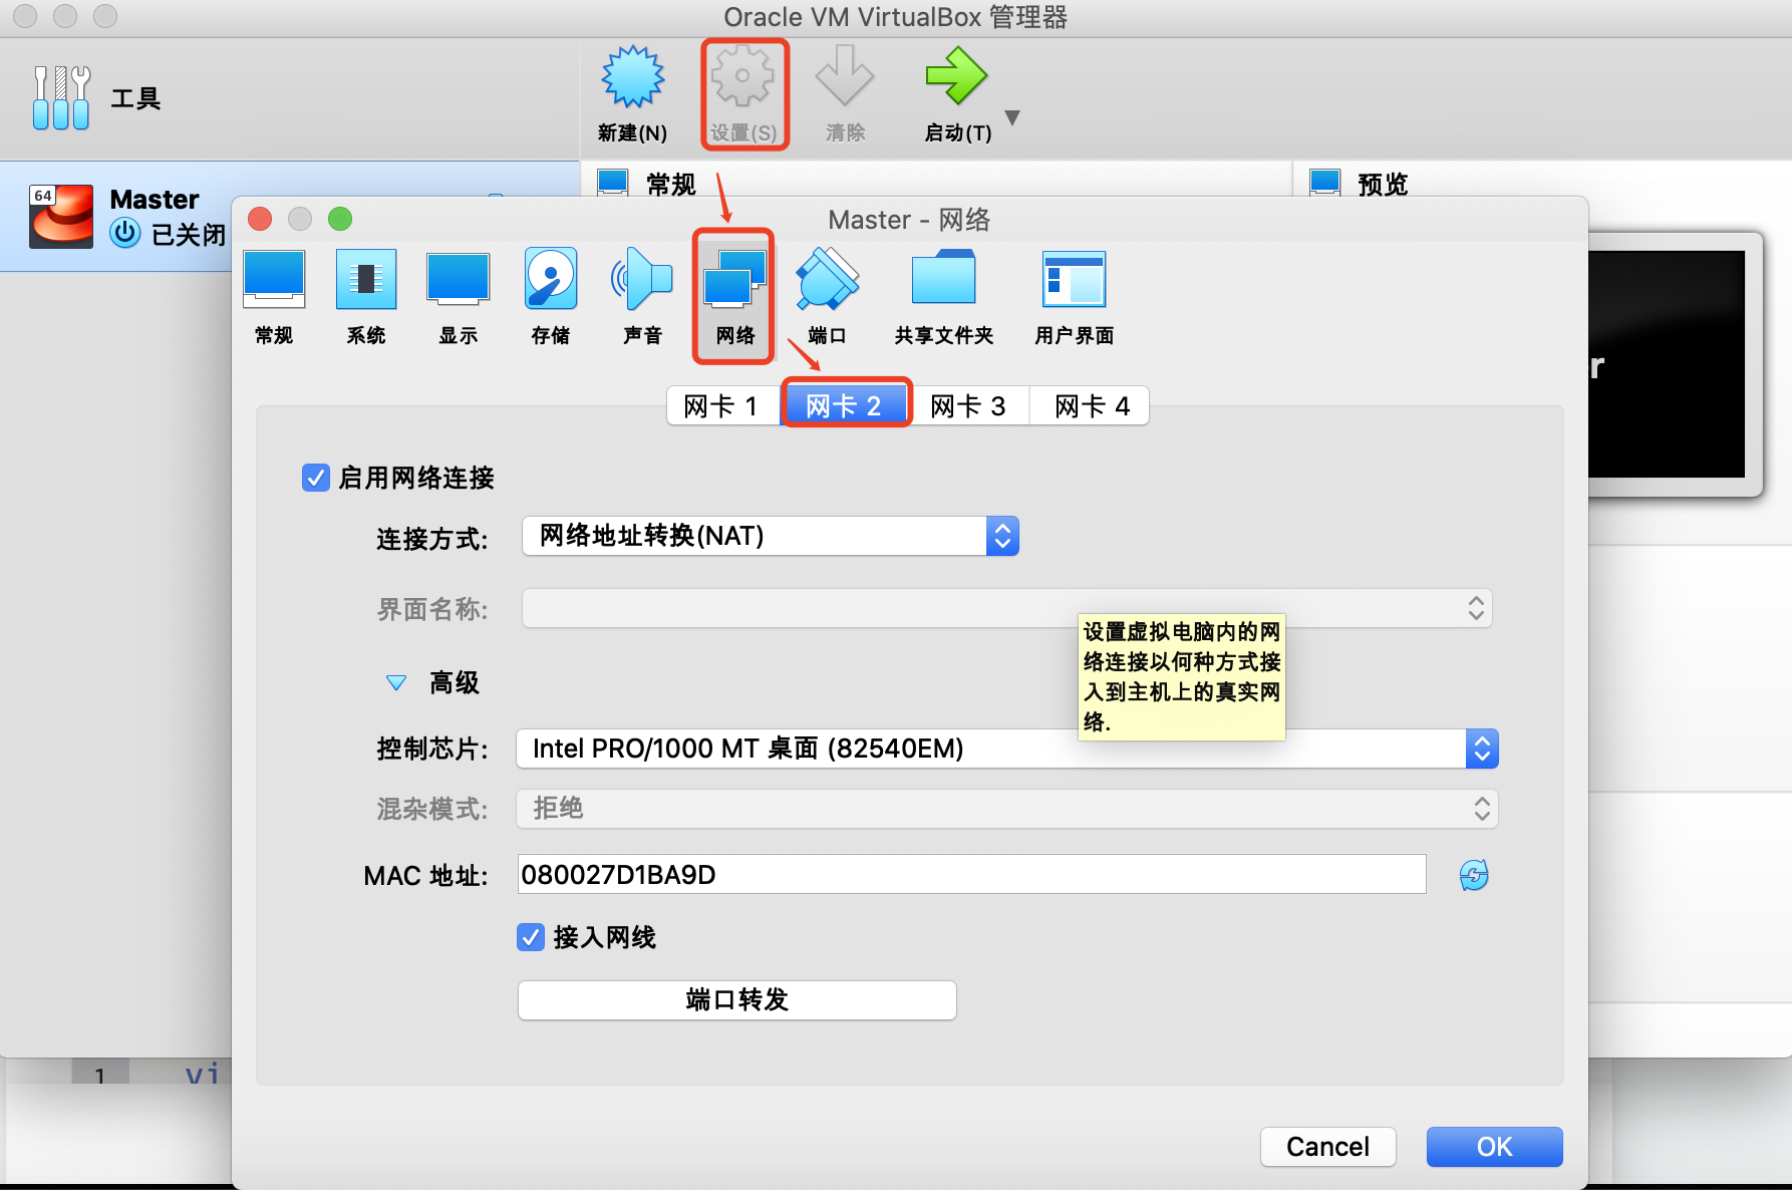 Oracle VM VirtualBox 管理器
工具
新建(N)
设置(S)
清除
启动(T)
64
Master
已关闭
常规
预览
Master - 网络
常规
系统
显示
存储
声音
网络
端口
共享文件夹
用户界面
网卡 1
网卡 2
网卡 3
网卡 4
启用网络连接
连接方式:
网络地址转换(NAT)
界面名称:
设置虚拟电脑内的网
络连接以何种方式接
入到主机上的真实网
络.
高级
控制芯片:
Intel PRO/1000 MT 桌面 (82540EM)
混杂模式:
拒绝
MAC 地址:
080027D1BA9D
接入网线
端口转发
1
vi
Cancel
OK
r